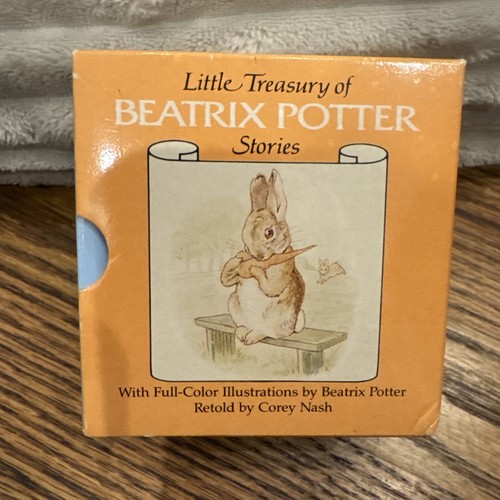 Little Treasury of
BEATRIX POTTER
Stories
With Full-Color Illustrations by Beatrix Potter
Retold by Corey Nash